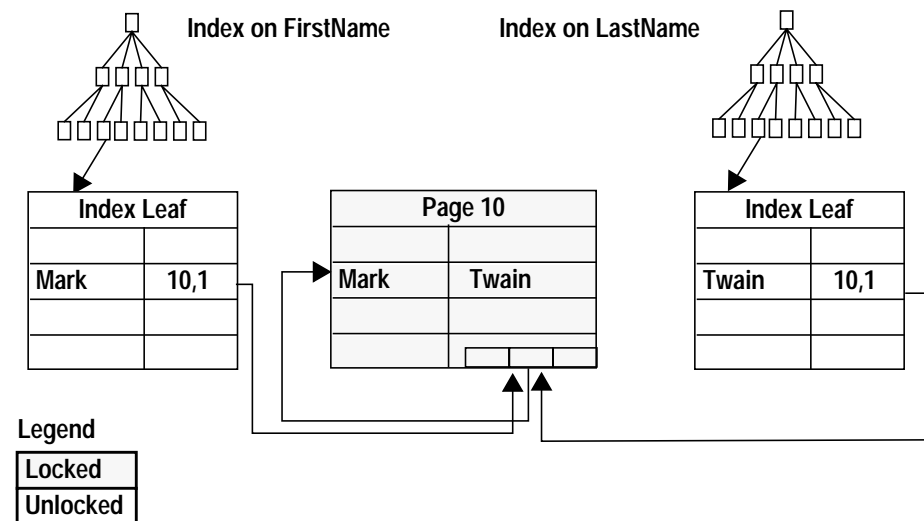 Index on FirstName
Index on LastName
Index Leaf
Mark 10,1
Page 10
Mark Twain
Index Leaf
Twain 10,1
Legend
Locked
Unlocked